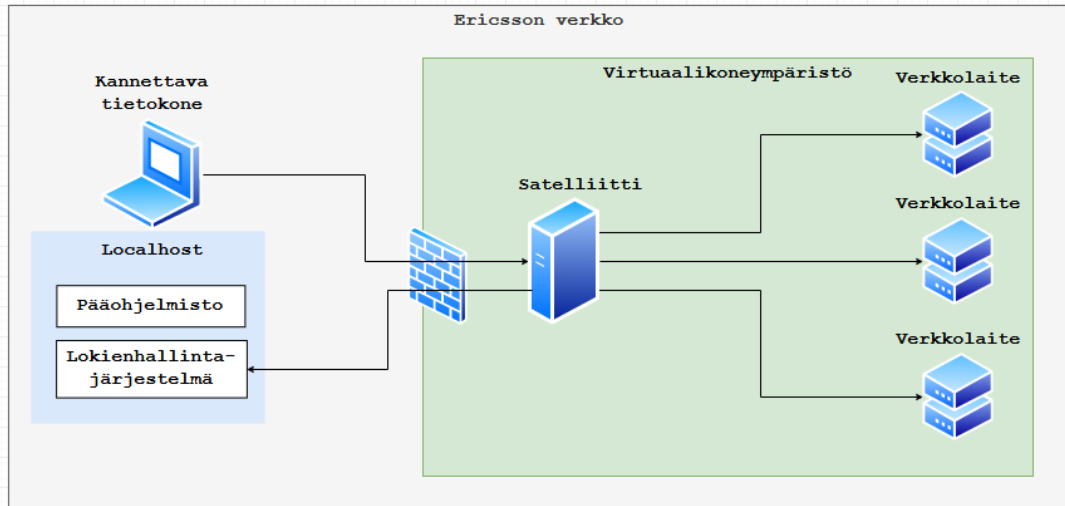 Ericsson verkko
Kannettava
tietokone
Localhost
Pääohjelmisto
Lokienhallinta-
järjestelmä
Virtuaalikoneympäristö
Satelliitti
Verkkolaite
Verkkolaite
Verkkolaite